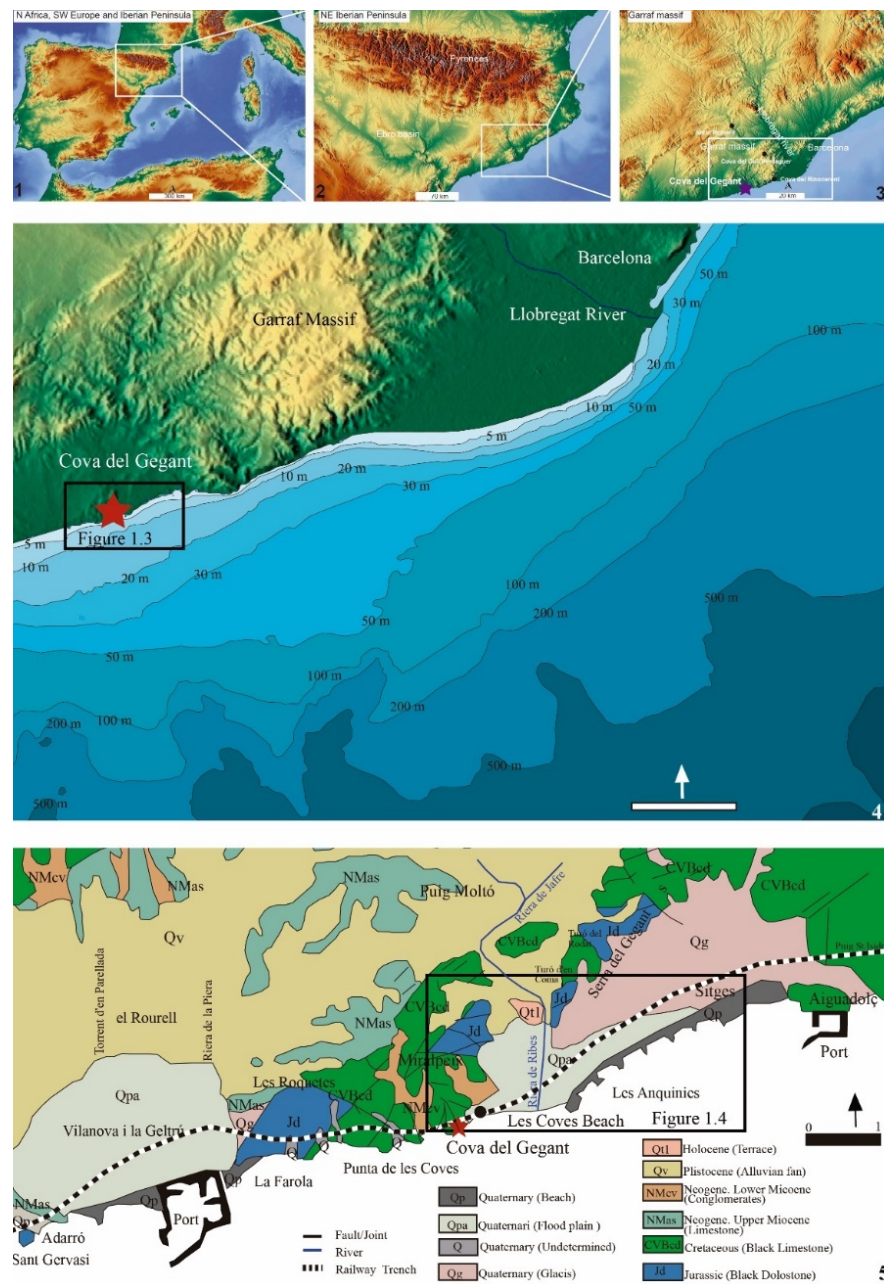 N Africa, SW Europe and Iberian Peninsula
300 km
1
NE Iberian Peninsula
Pyrenees
Ebro basin
70 km
2
Garraf massif
Garraf massif
Barcelona
Cova del Gegant
20 km
3
Barcelona
Llobregat River
Garraf Massif
Cova del Gegant
Figure 1.3
50 m
30 m
100 m
20 m
10 m
50 m
5 m
10 m
20 m
30 m
5 m
10 m
20 m
30 m
100 m
200 m
500 m
50 m
50 m
100 m
200 m
200 m
100 m
500 m
500 m
4
NMcv
NMas
Qv
NMas
Puig Moltó
Riera de Jafre
CVBcd
CVBcd
CVBcd
Jd
Turó del Rodat
Serra del Gegant
Qg
Turó d'en Coma
Jd
Torrent d'en Parellada
el Rourell
Riera de la Piera
NMas
CVBcd
Jd
Miralpeix
Qt1
Riera de Ribes
Qpa
Sitges
Qp
Aiguadolç
Port
Qpa
Vilanova i la Geltrú
Les Roquetes
NMas
Qg
Jd
CVBcd
NMcv
Q
Q
Q
Les Anquinies
Les Coves Beach
Figure 1.4
Cova del Gegant
Punta de les Coves
La Farola
Qp
Qp
Port
NMas
Qp
Adarró
Sant Gervasi
0 1
Fault/Joint
River
Railway Trench
Qp Quaternary (Beach)
Qpa Quaternari (Flood plain )
Q Quaternary (Undetermined)
Qg Quaternary (Glacis)
Qt1 Holocene (Terrace)
Qv Plistocene (Alluvian fan)
NMcv Neogene. Lower Micoene (Conglomerates)
NMas Neogene. Upper Miocene (Limestone)
CVBcd Cretaceous (Black Limestone)
Jd Jurassic (Black Dolostone)
5